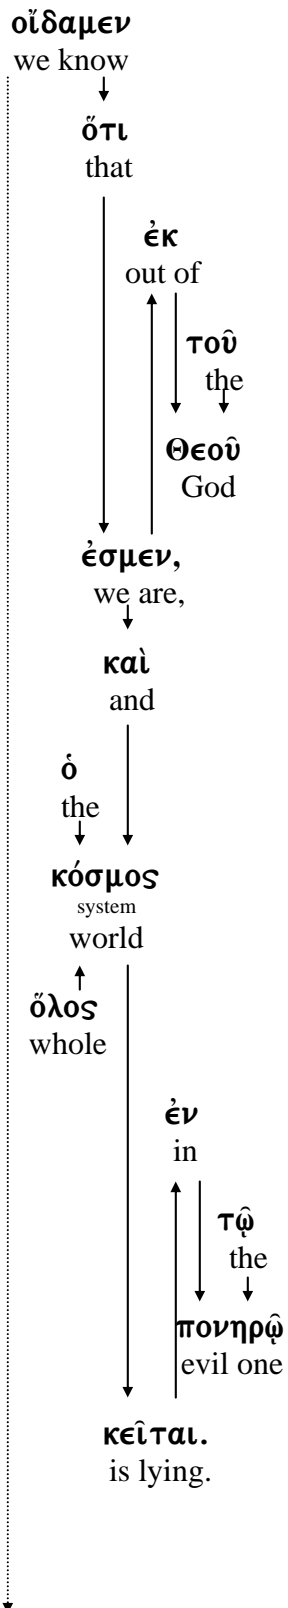 οἴδαμεν
we know
ὅτι
that
ἐκ
out of
τοῦ
the
Θεοῦ
God
ἐσμεν,
we are,
καὶ
and
ὁ
the
κόσμος
system
world
ὅλος
whole
ἐν
in
τῷ
the
πονηρῷ
evil one
κεῖται.
is lying.